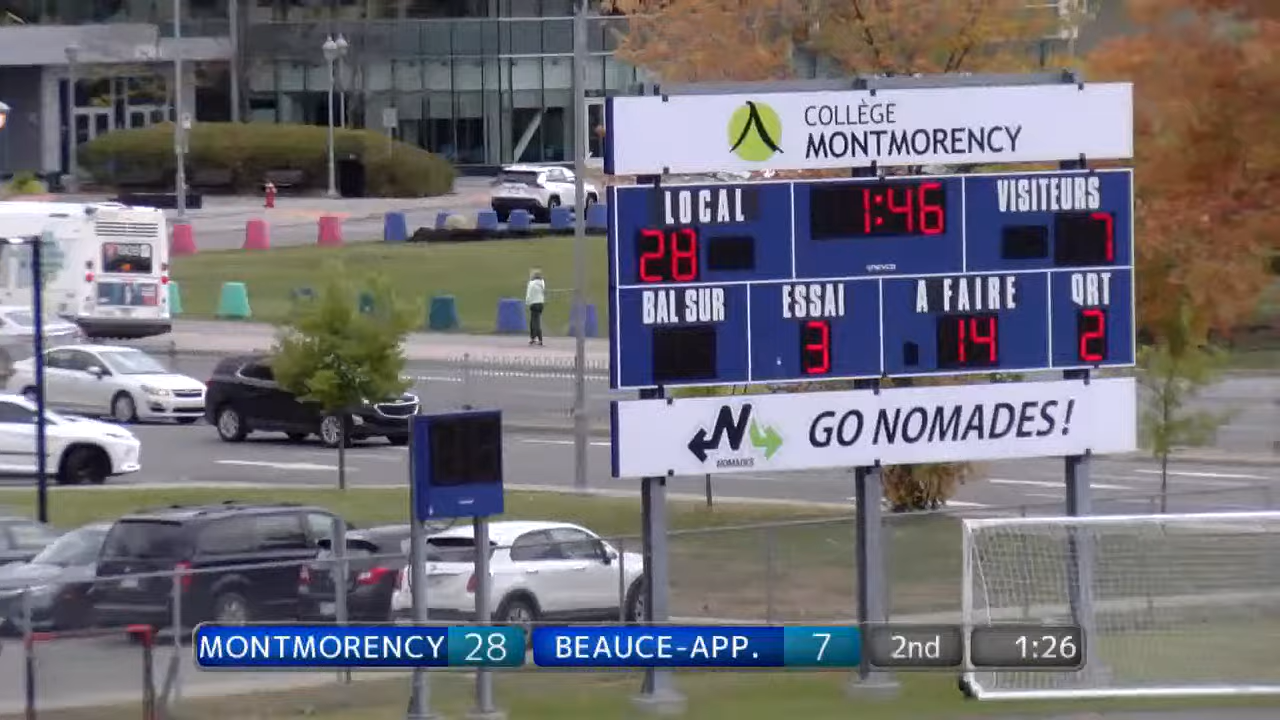 COLLÈGE
MONTMORENCY
LOCAL 1:46 VISITEURS
28 7
BAL SUR ESSAI A FAIRE QRT
3 14 2
GO NOMADES!
NOMADES
MONTMORENCY 28 BEAUCE-APP. 7 2nd 1:26